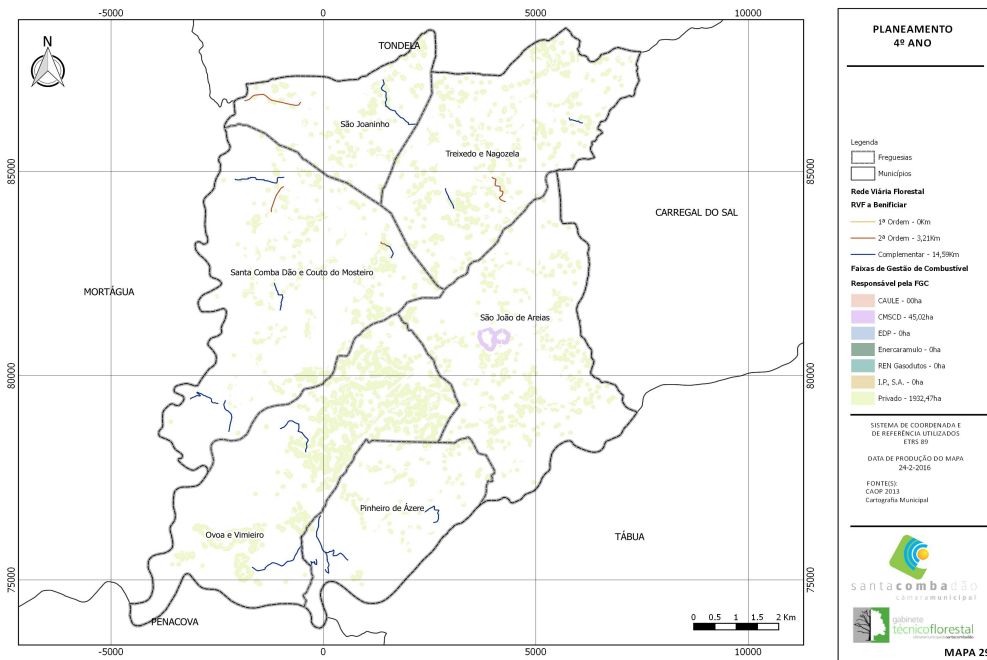 -5000 0 5000 10000
PLANEAMENTO
4º ANO
N
TONDELA
São Joaninho
Treixedo e Nagozela
85000
85000
CARREGAL DO SAL
Santa Comba Dão e Couto do Mosteiro
MORTÁGUA
São João de Areias
80000
80000
Pinheiro de Ázere
Ovoa e Vimieiro
TÁBUA
75000
75000
PENACOVA
0 0.5 1 1.5 2 Km
-5000 0 5000 10000
Legenda
Freguesias
Municípios
Rede Viária Florestal
RVF a Benificiar
1ª Ordem - 0Km
2ª Ordem - 3,21Km
Complementar - 14,59Km
Faixas de Gestão de Combustível
Responsável pela FGC
CAULE - 00ha
CMSCD - 45,02ha
EDP - 0ha
Enercaramulo - 0ha
REN Gasodutos - 0ha
I.P., S.A. - 0ha
Privado - 1932,47ha
SISTEMA DE COORDENADA E
DE REFERÊNCIA UTILIZADOS
ETRS 89
DATA DE PRODUÇÃO DO MAPA
24-2-2016
FONTE(S):
CAOP 2013
Cartografia Municipal
santacombadão
câmaramunicipal
gabinete
técnicoflorestal
MAPA 29